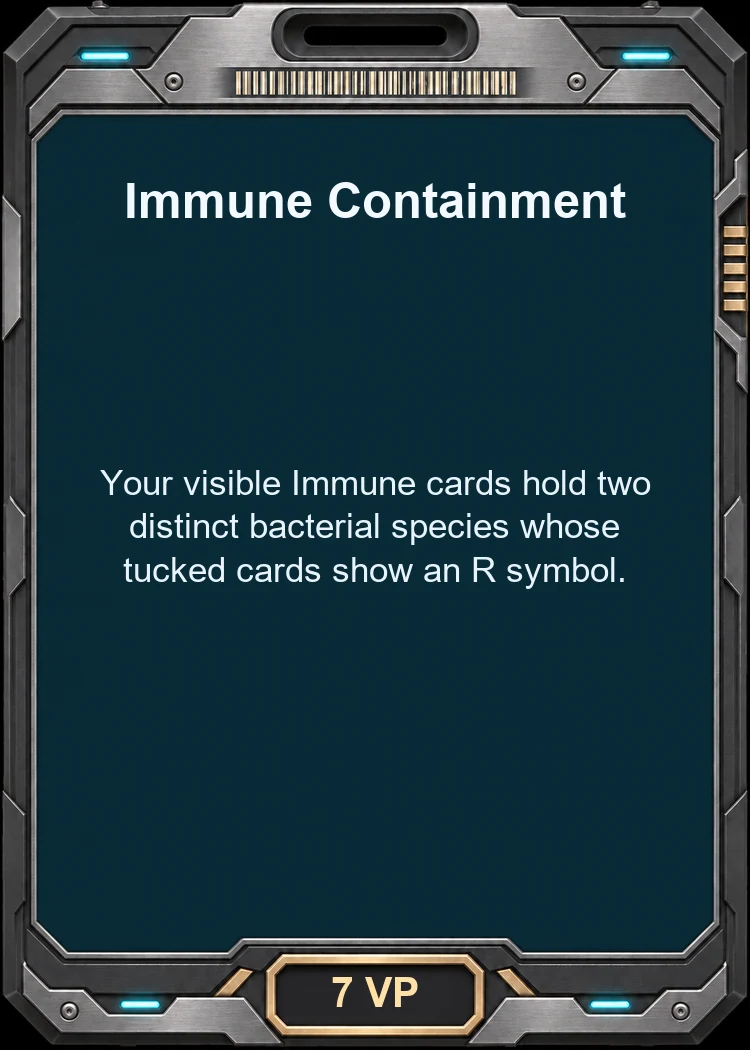 Immune Containment
Your visible Immune cards hold two
distinct bacterial species whose
tucked cards show an R symbol.
7 VP